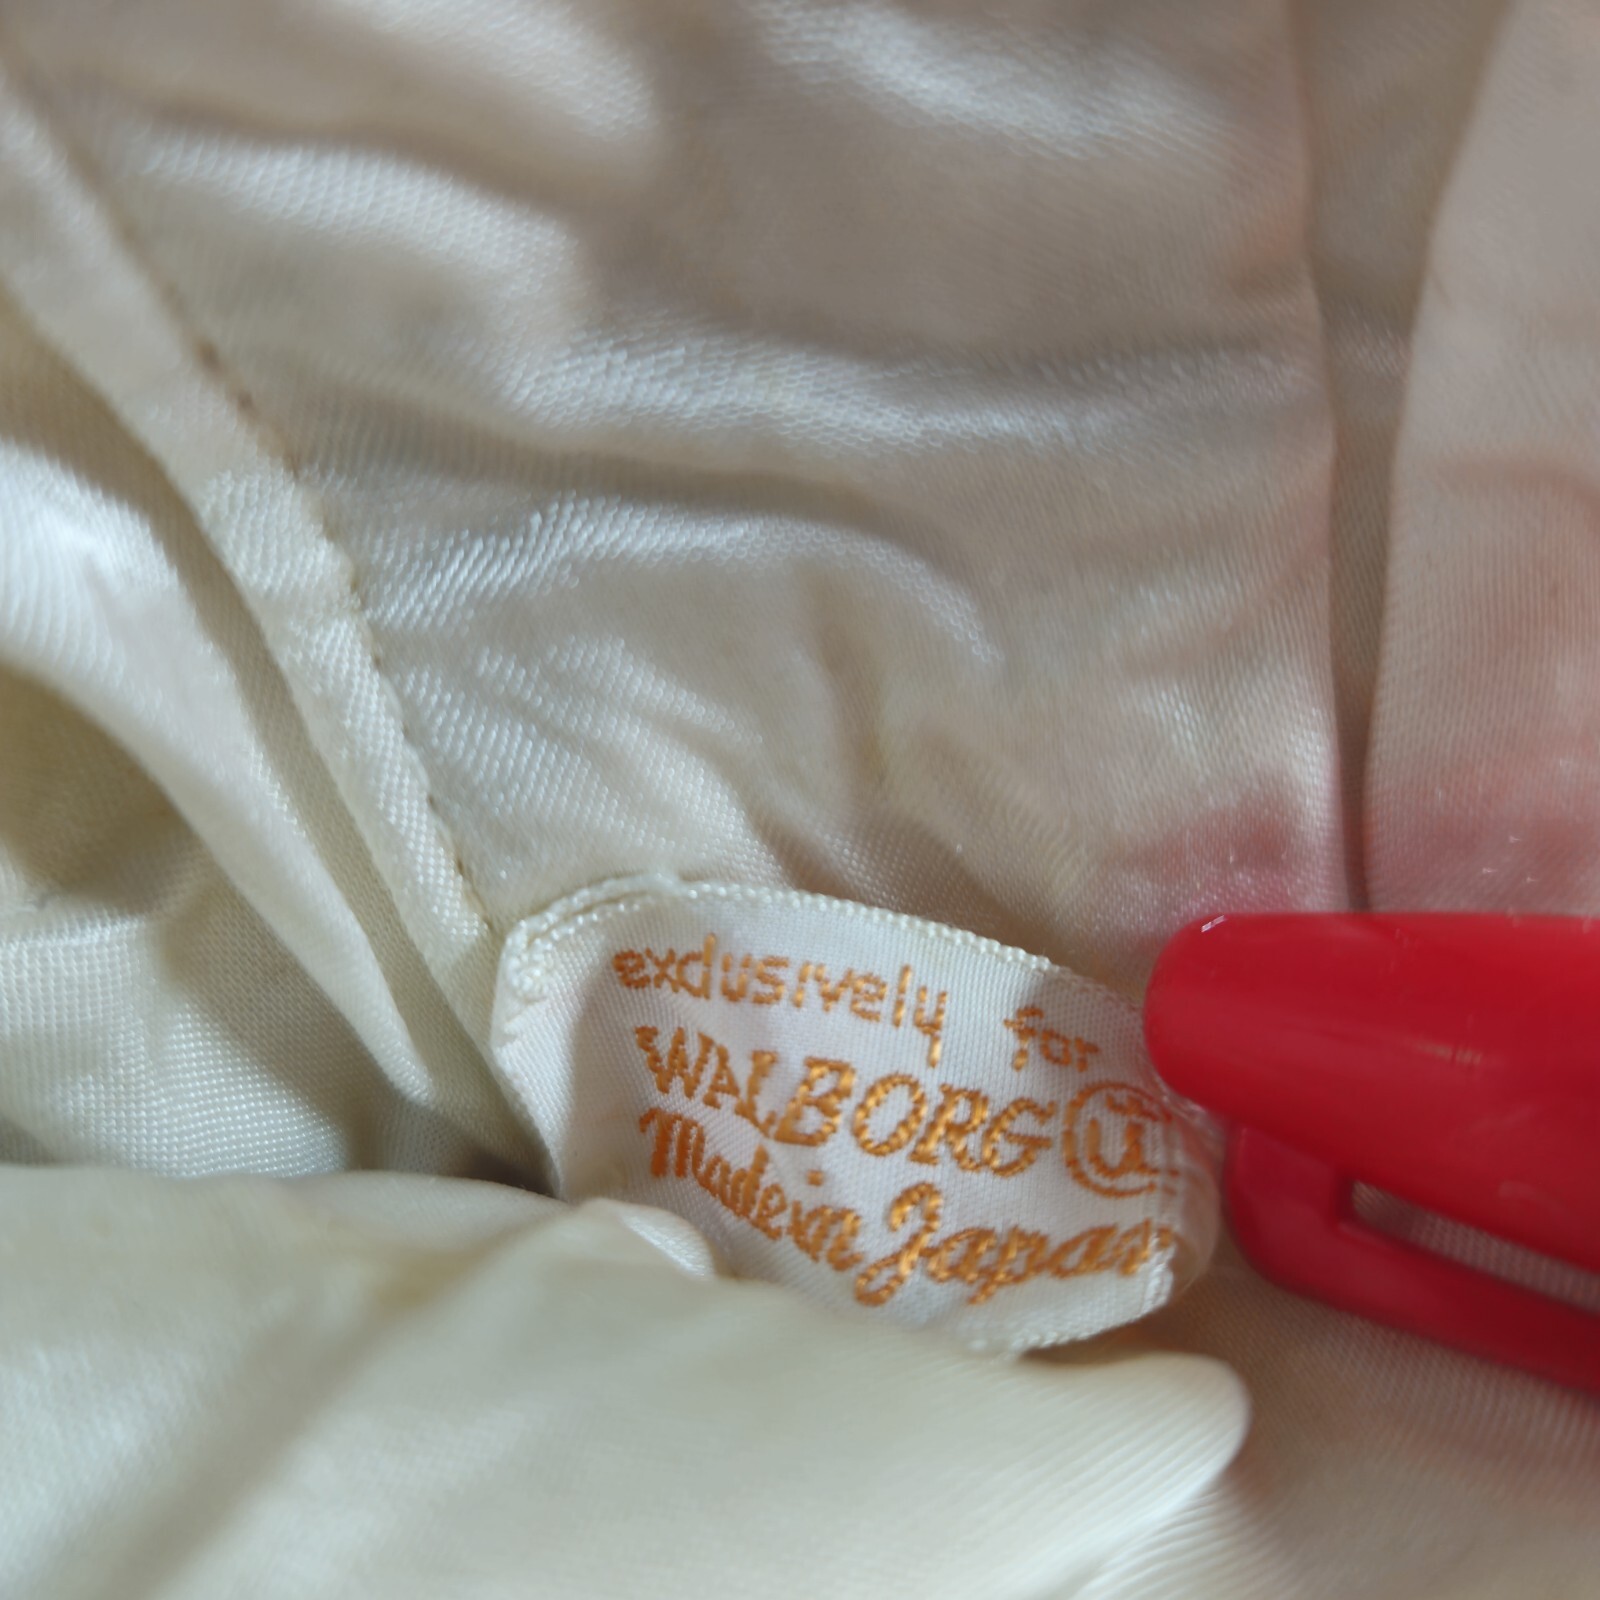 exclusively for
WALBORG
Made in Japan